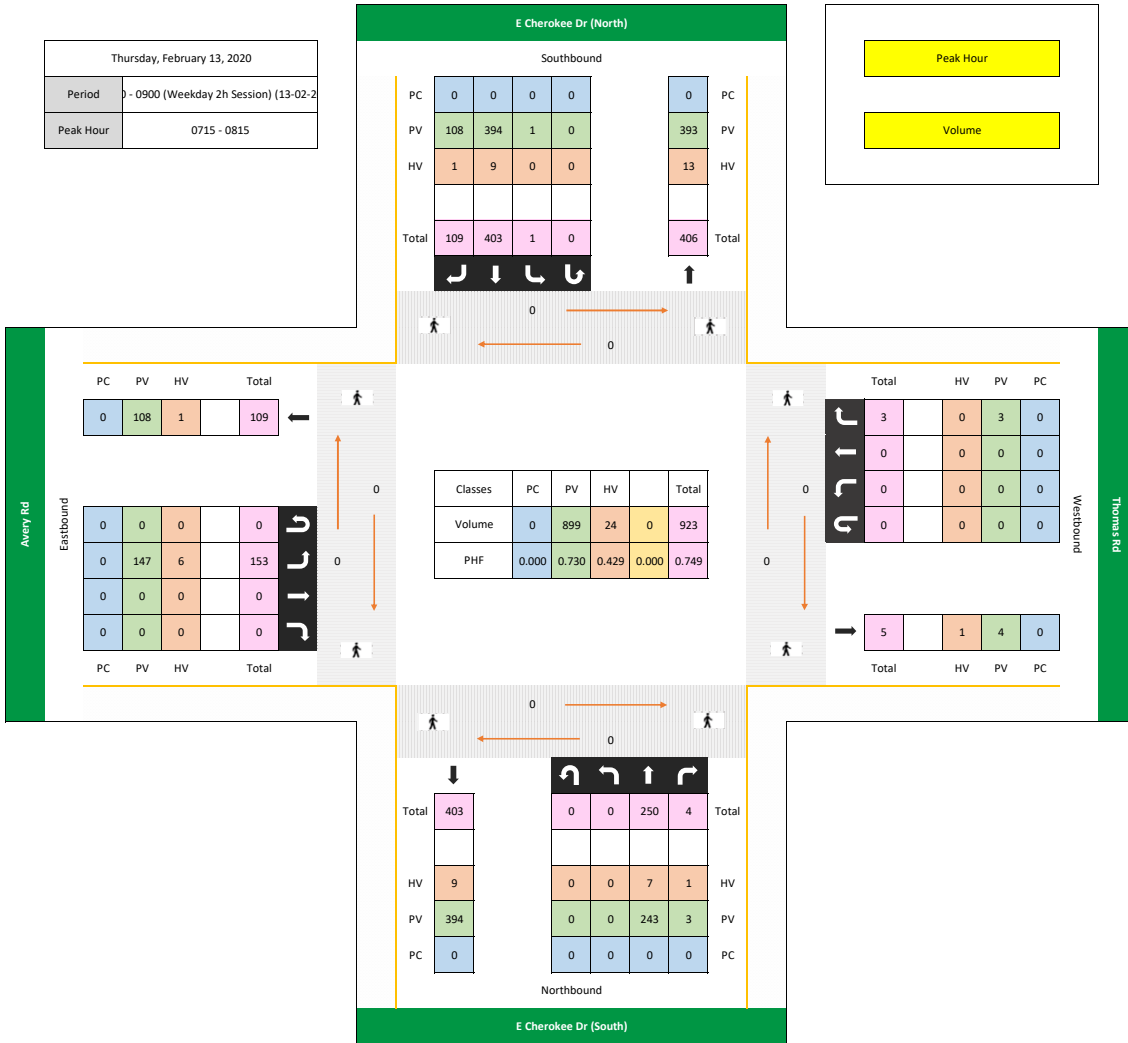 E Cherokee Dr (North)
Thursday, February 13, 2020
Period
0 - 0900 (Weekday 2h Session) (13-02-2
Peak Hour
0715 - 0815
Southbound
Peak Hour
Volume
PC 0 0 0 0 0 PC
PV 108 394 1 0 393 PV
HV 1 9 0 0 13 HV
Total 109 403 1 0 406 Total
0
0
PC PV HV Total
0 108 1 109
Total HV PV PC
3 0 3 0
0 0 0 0
0 0 0 0
0 0 0 0
Avery Rd
Eastbound
0
0
0 0 0 0
0 147 6 153
0 0 0 0
0 0 0 0
PC PV HV Total
Classes PC PV HV Total
Volume 0 899 24 0 923
PHF 0.000 0.730 0.429 0.000 0.749
0
0
Westbound
Thomas Rd
5 1 4 0
Total HV PV PC
0
0
Total 403 0 0 250 4 Total
HV 9 0 0 7 1 HV
PV 394 0 0 243 3 PV
PC 0 0 0 0 0 PC
Northbound
E Cherokee Dr (South)